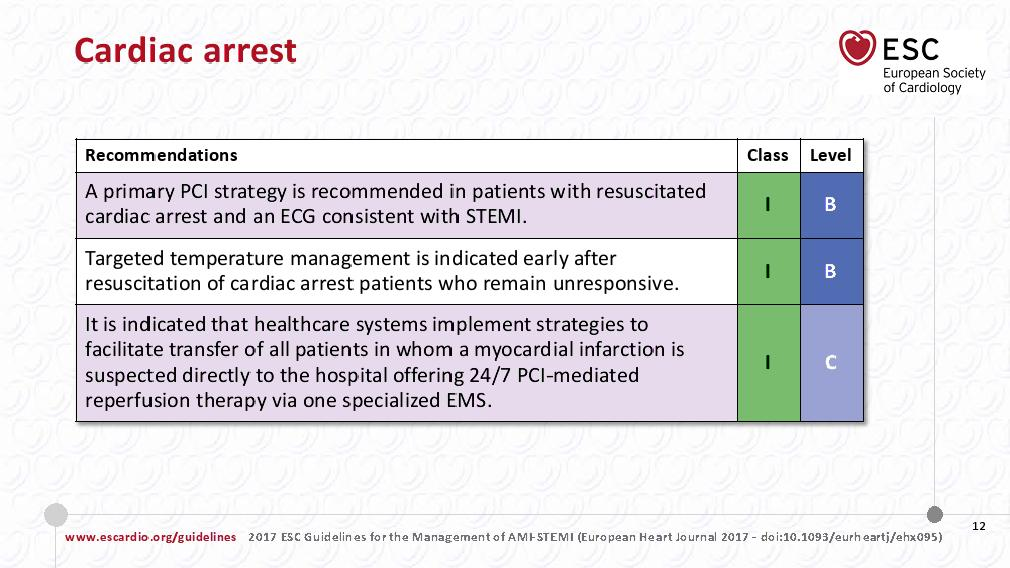 Cardiac arrest
ESC
European Society
of Cardiology
Recommendations Class Level
A primary PCI strategy is recommended in patients with resuscitated
cardiac arrest and an ECG consistent with STEMI.
I B
Targeted temperature management is indicated early after
resuscitation of cardiac arrest patients who remain unresponsive.
I B
It is indicated that healthcare systems implement strategies to
facilitate transfer of all patients in whom a myocardial infarction is
suspected directly to the hospital offering 24/7 PCI-mediated
reperfusion therapy via one specialized EMS.
I C
12
www.escardio.org/guidelines 2017 ESC Guidelines for the Management of AMI-STEMI (European Heart Journal 2017 - doi:10.1093/eurheartj/ehx095)